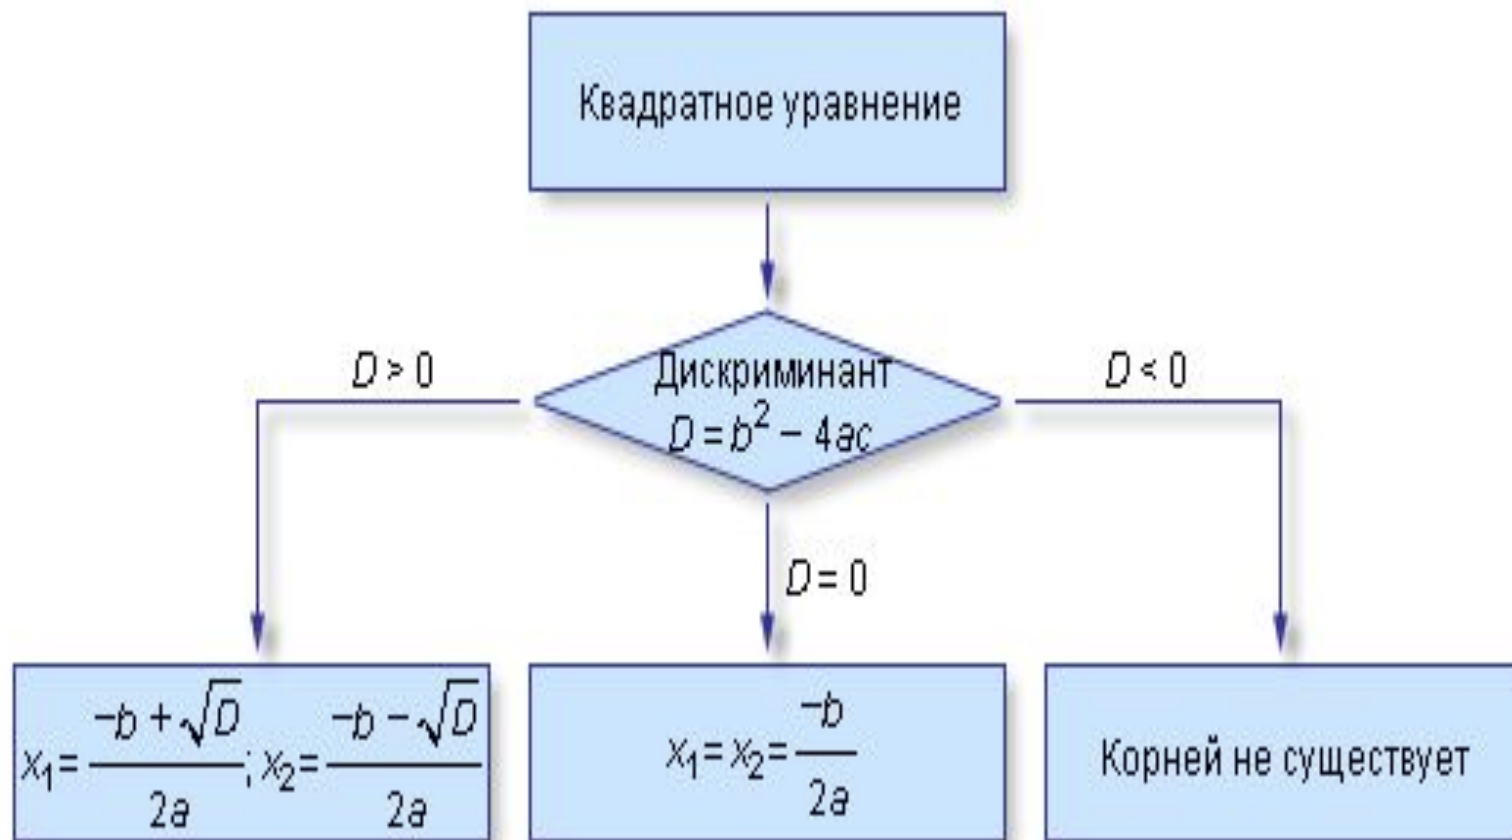 Квадратное уравнение
D > 0
Дискриминант
D = b² – 4ac
D < 0
D = 0
x₁ = (–b + √D)/2a ; x₂ = (–b – √D)/2a
x₁ = x₂ = –b/2a
Корней не существует